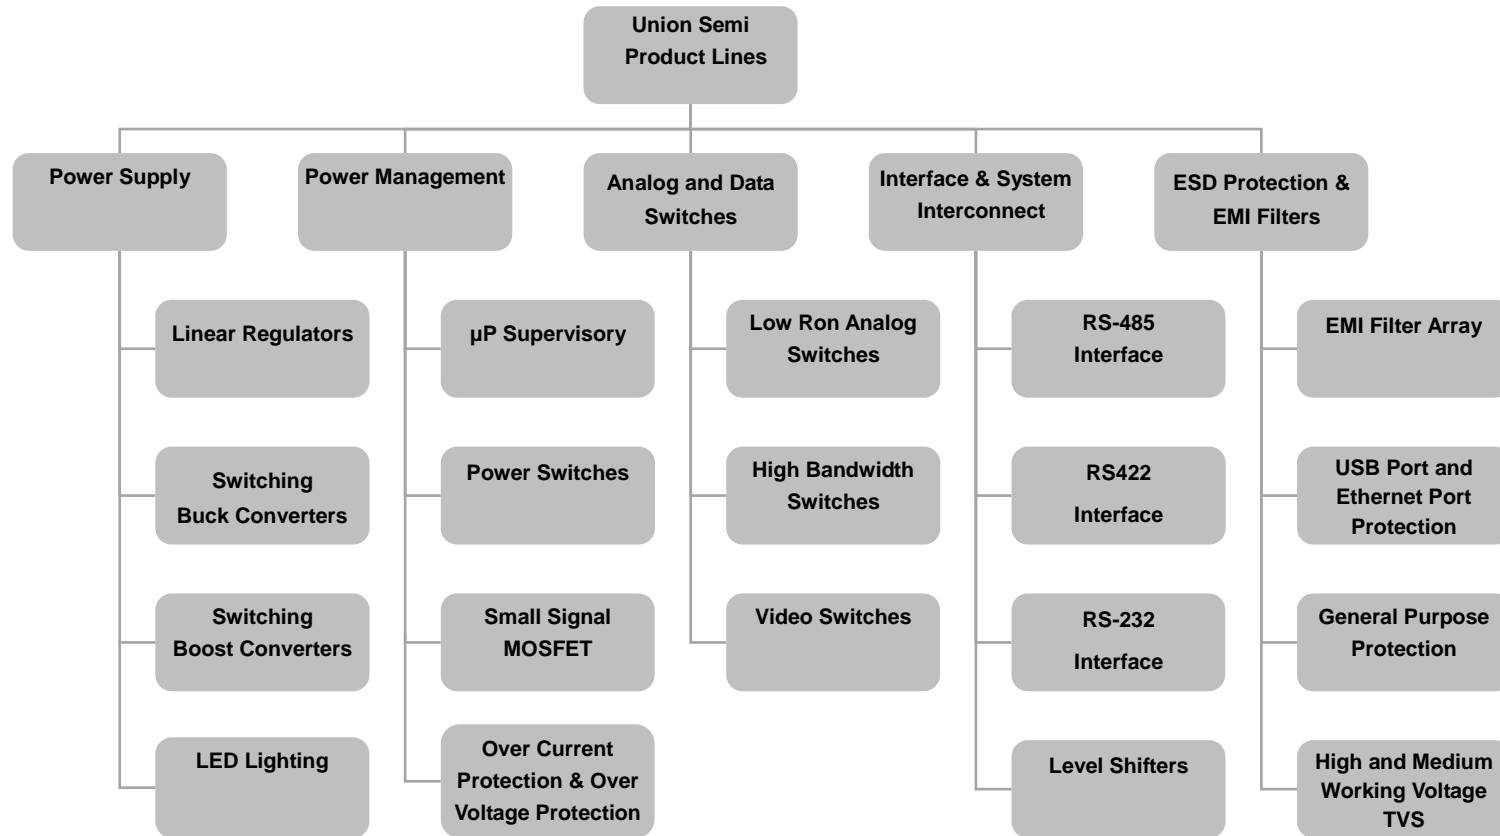 Union Semi
Product Lines
Power Supply
Power Management
Analog and Data
Switches
Interface & System
Interconnect
ESD Protection &
EMI Filters
Linear Regulators
Switching
Buck Converters
Switching
Boost Converters
LED Lighting
µP Supervisory
Power Switches
Small Signal
MOSFET
Over Current
Protection & Over
Voltage Protection
Low Ron Analog
Switches
High Bandwidth
Switches
Video Switches
RS-485
Interface
RS422
Interface
RS-232
Interface
Level Shifters
EMI Filter Array
USB Port and
Ethernet Port
Protection
General Purpose
Protection
High and Medium
Working Voltage
TVS